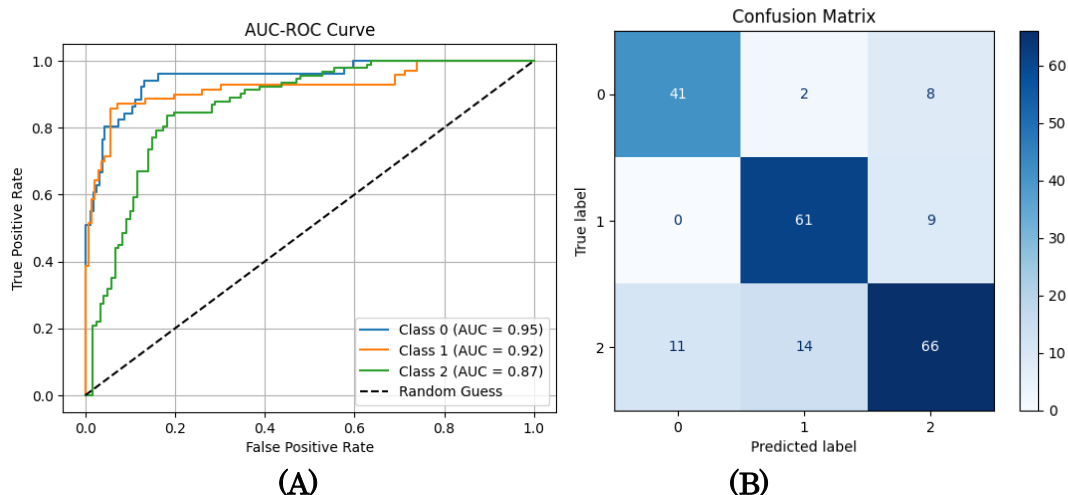 AUC-ROC Curve
True Positive Rate
1.0
0.8
0.6
0.4
0.2
0.0
Class 0 (AUC = 0.95)
Class 1 (AUC = 0.92)
Class 2 (AUC = 0.87)
Random Guess
0.0 0.2 0.4 0.6 0.8 1.0
False Positive Rate
(A)
Confusion Matrix
True label
0 41 2 8
1 0 61 9
2 11 14 66
0 1 2
Predicted label
60
50
40
30
20
10
0
(B)